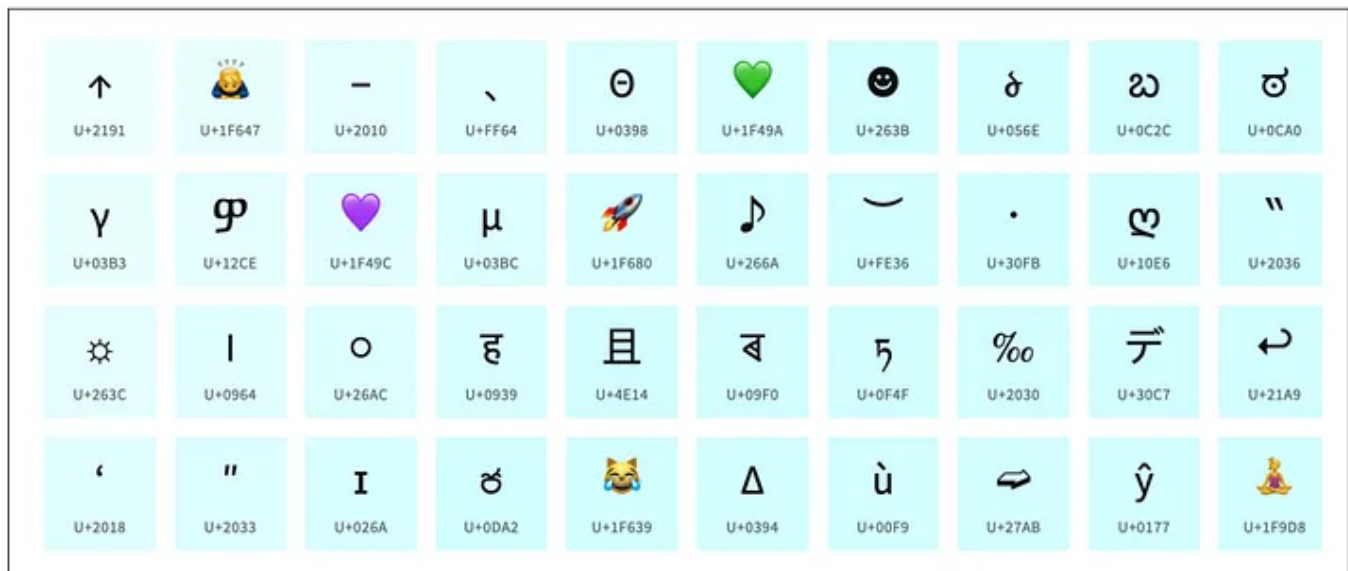 ↑ 🙇 ‐ 、 Θ 💚 ☻ ծ బ ಠ
U+2191 U+1F647 U+2010 U+FF64 U+0398 U+1F49A U+263B U+056E U+0C2C U+0CA0
γ ዎ 💜 μ 🚀 ♪ ︶ ・ ღ ‶
U+03B3 U+12CE U+1F49C U+03BC U+1F680 U+266A U+FE36 U+30FB U+10E6 U+2036
☼ । ⚬ ह 且 ৰ ཏ ‰ デ ↩
U+263C U+0964 U+26AC U+0939 U+4E14 U+09F0 U+0F4F U+2030 U+30C7 U+21A9
‘ ″ ɪ ජ 😹 Δ ù ➫ ŷ 🧘
U+2018 U+2033 U+026A U+0DA2 U+1F639 U+0394 U+00F9 U+27AB U+0177 U+1F9D8